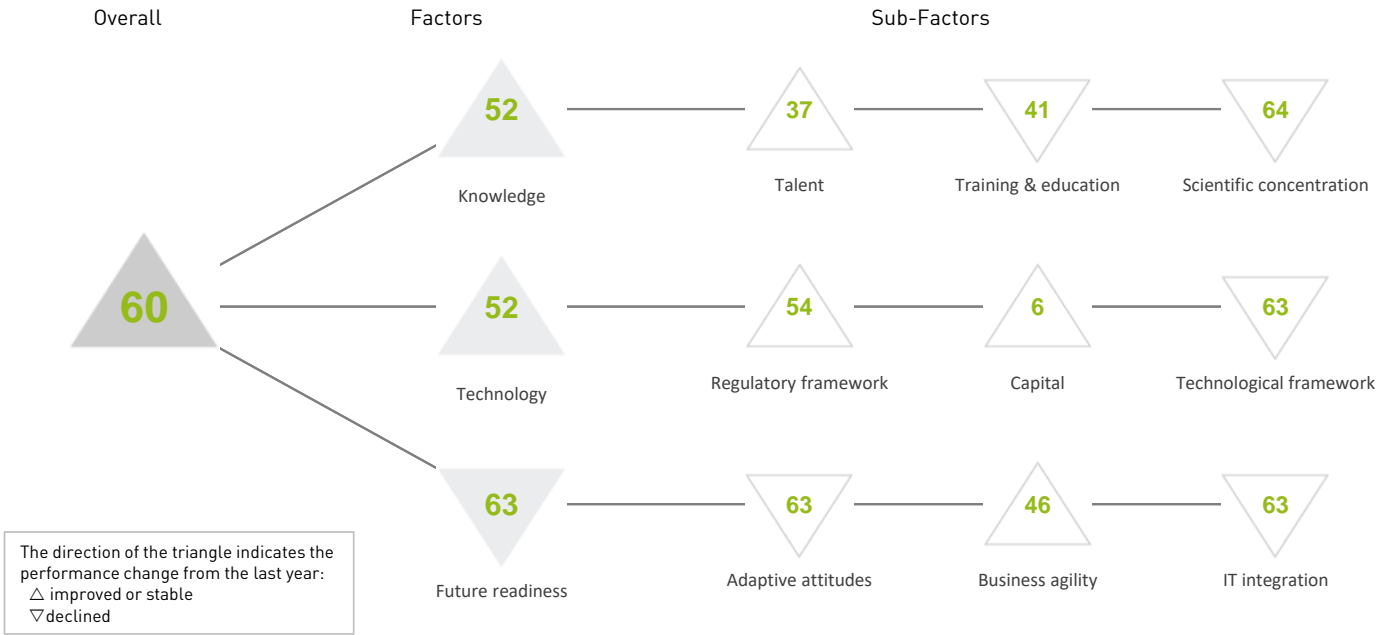 Overall Factors Sub-Factors
52 37 41 64
Knowledge Talent Training & education Scientific concentration
60 52 54 6 63
Technology Regulatory framework Capital Technological framework
63 63 46 63
Future readiness Adaptive attitudes Business agility IT integration
The direction of the triangle indicates the
performance change from the last year:
△ improved or stable
▽ declined